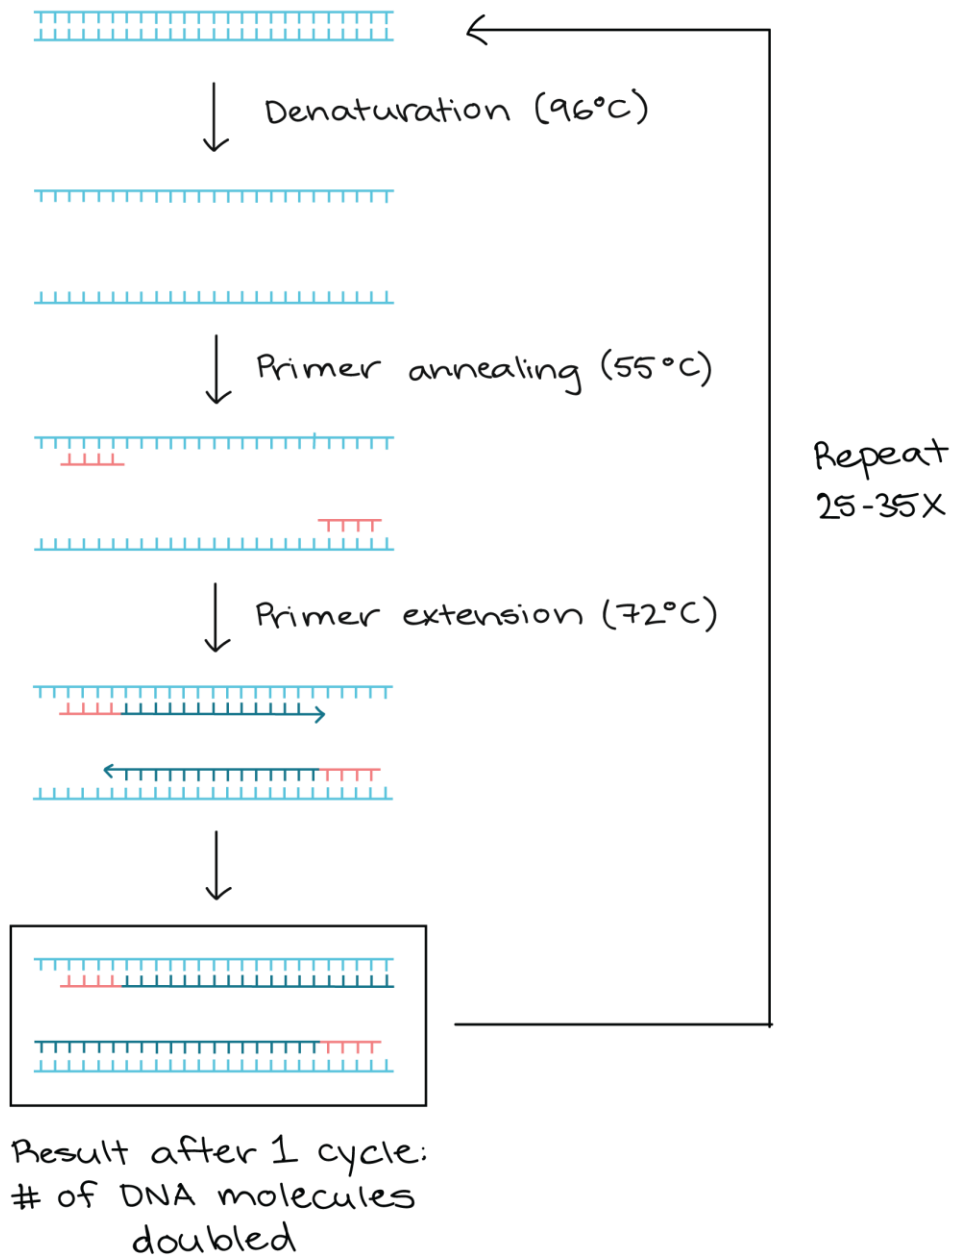 Denaturation (96°C)
Primer annealing (55°C)
Repeat
25-35X
Primer extension (72°C)
Result after 1 cycle:
# of DNA molecules
doubled